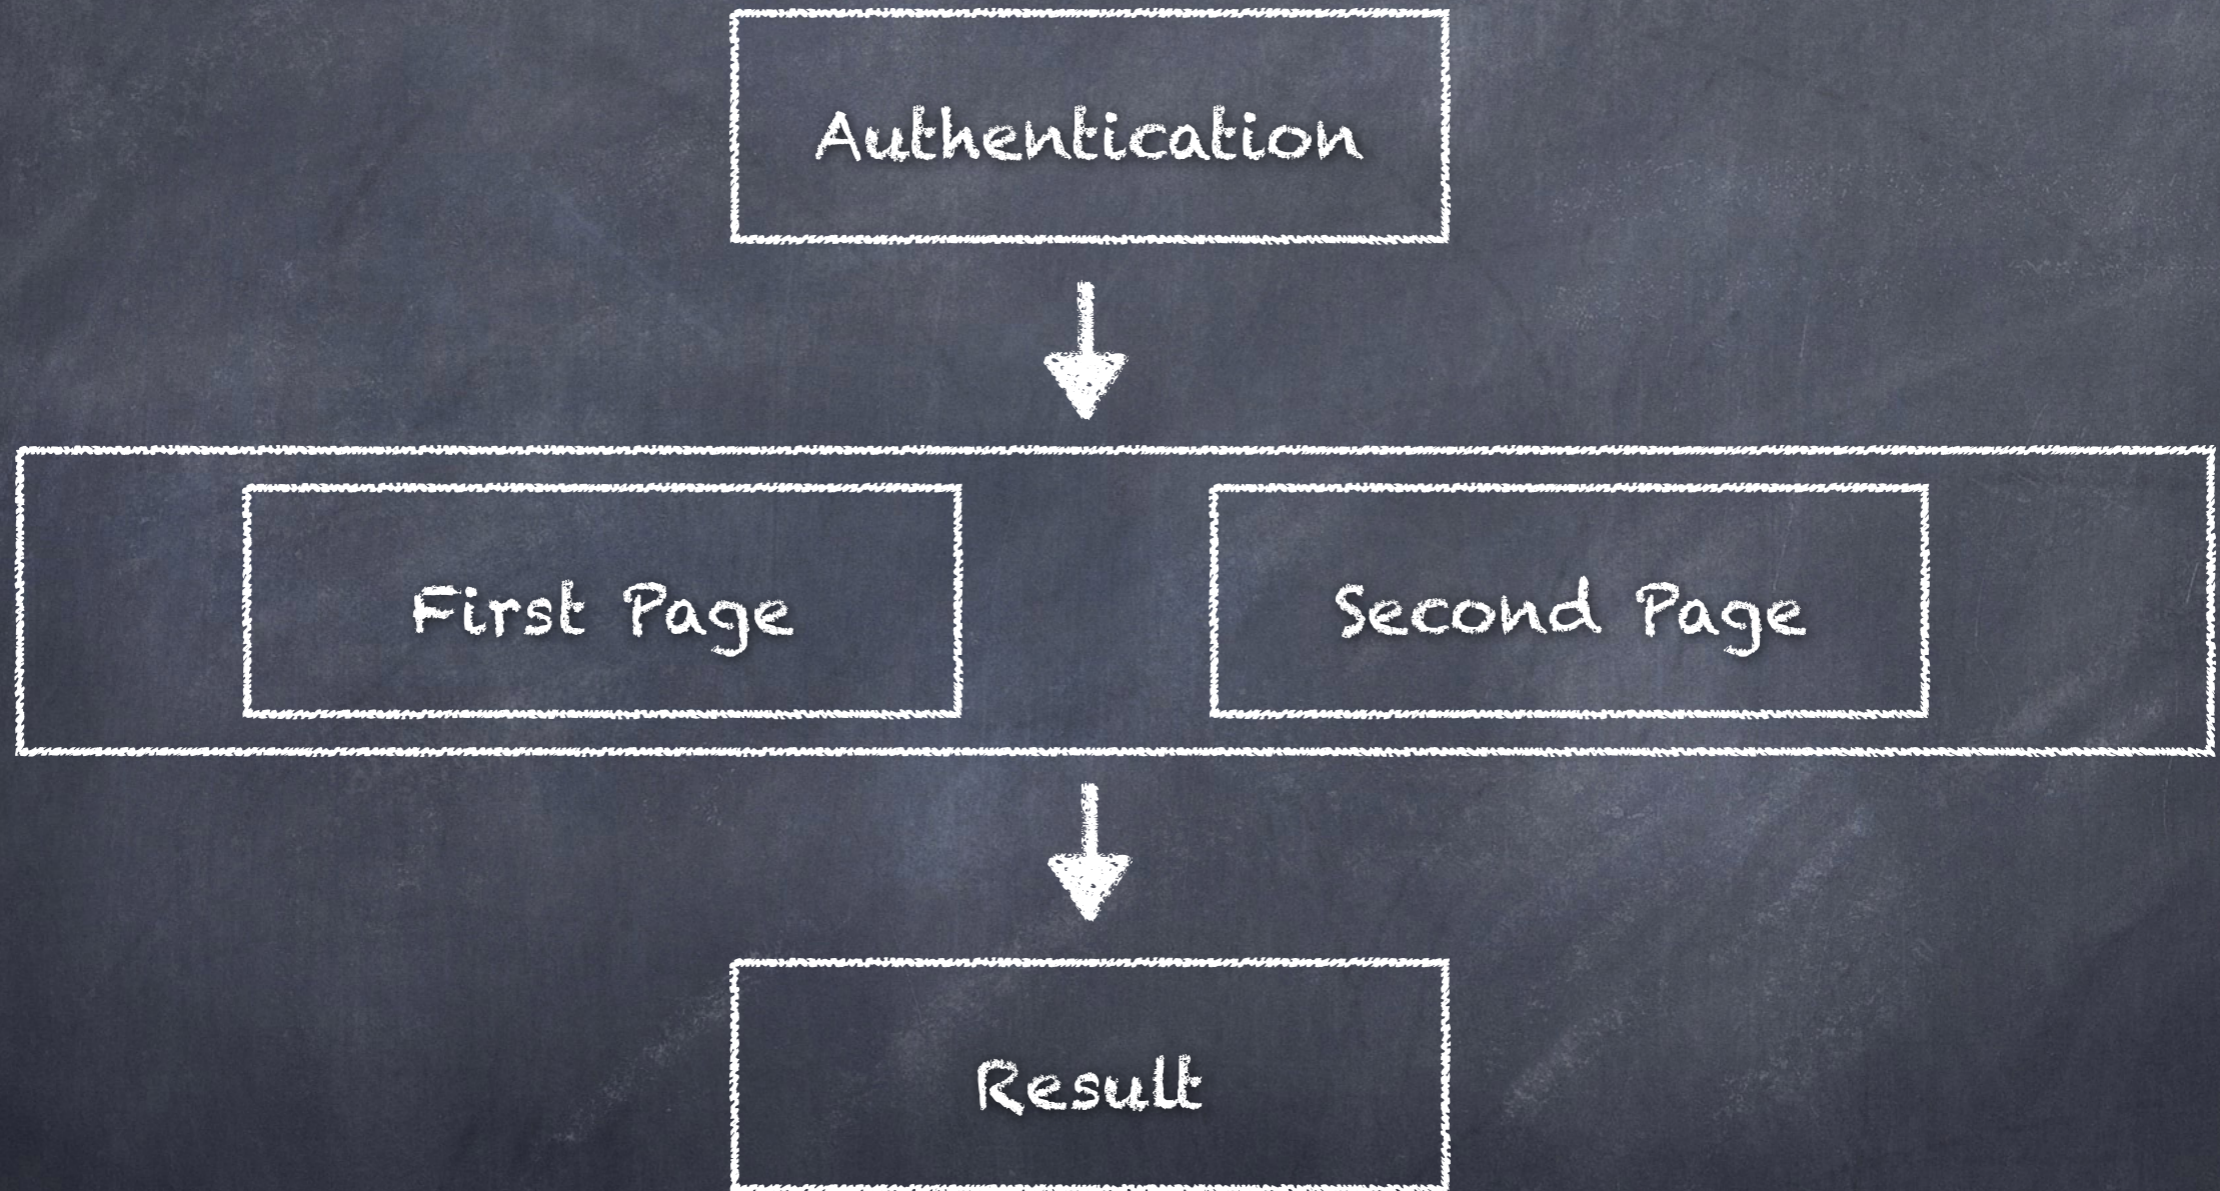 Authentication
First Page
Second Page
Result